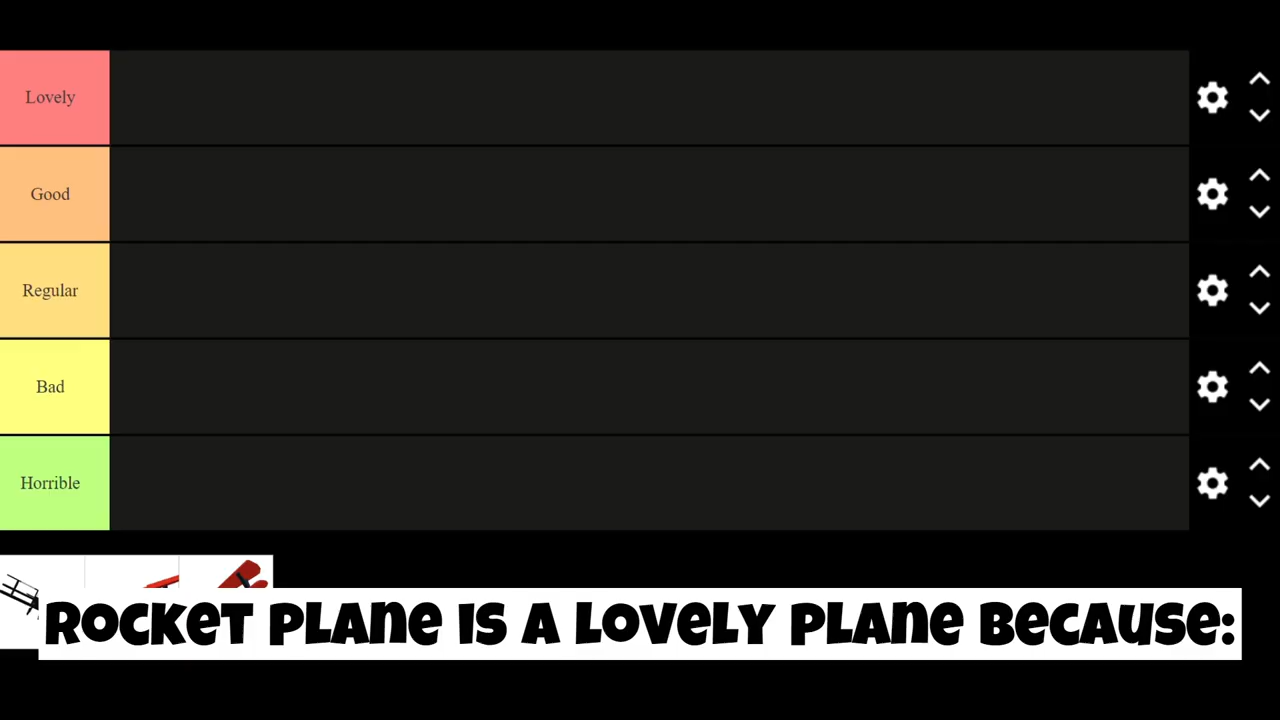 Lovely
Good
Regular
Bad
Horrible
ROCKET PLANE IS A LOVELY PLANE BECAUSE: